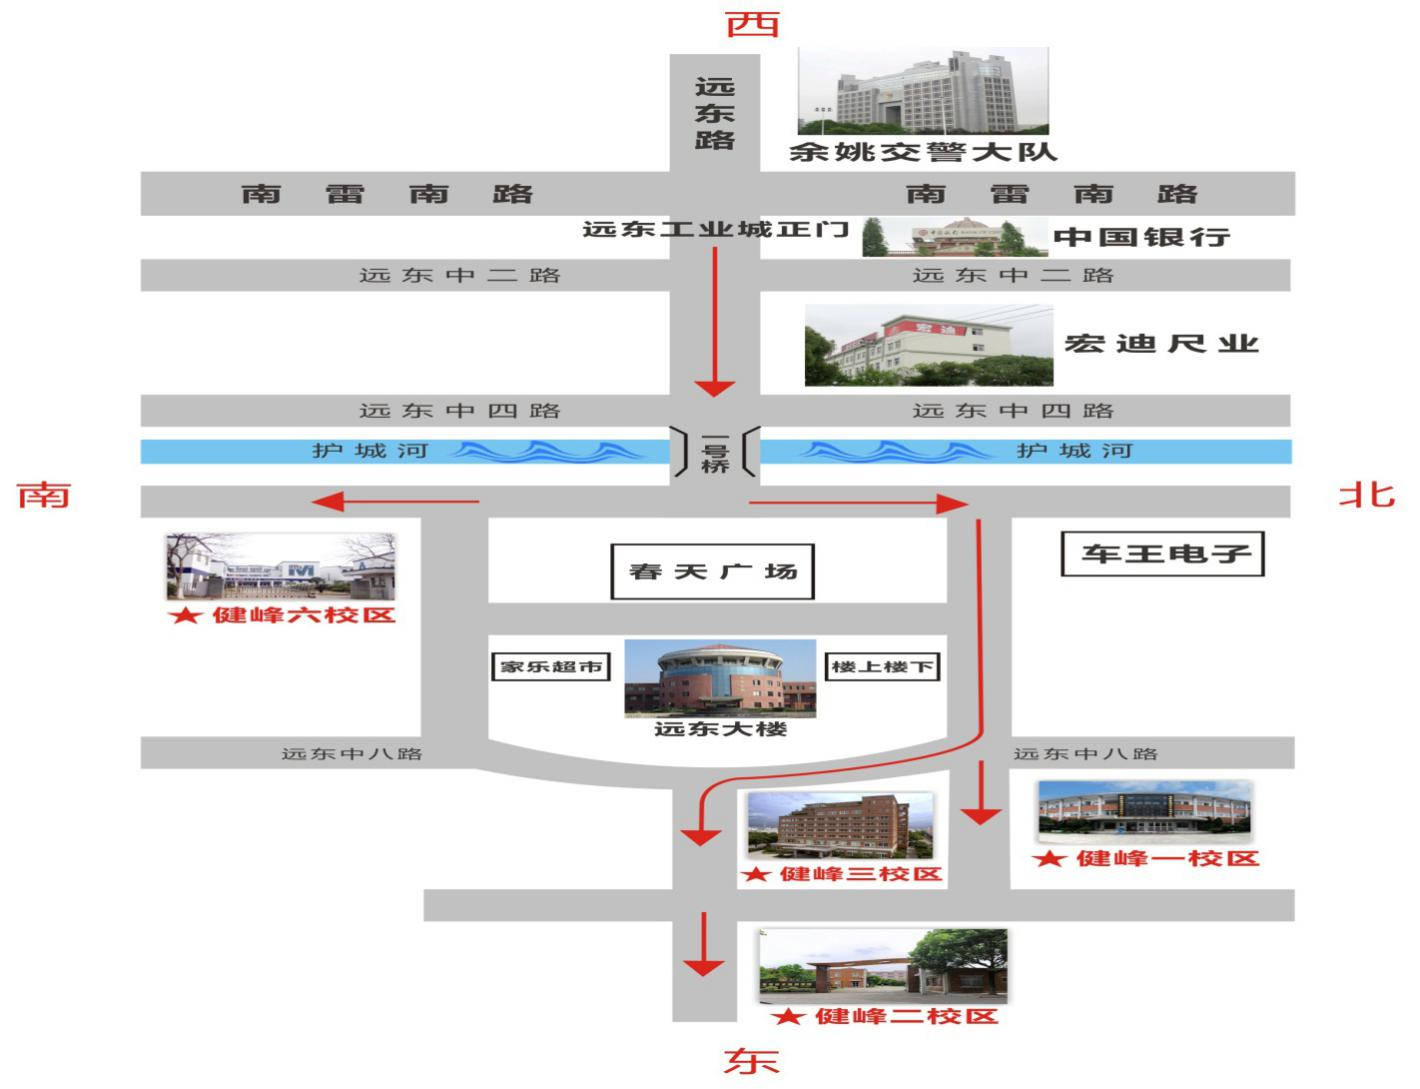 西
远东路
余姚交警大队
南雷南路
南雷南路
远东工业城正门
中国银行
中国银行
远东中二路
远东中二路
宏迪
宏迪尺业
远东中四路
远东中四路
护城河
一号桥
护城河
南
北
春天广场
车王电子
★健峰六校区
家乐超市
楼上楼下
远东大楼
远东中八路
远东中八路
★健峰一校区
★健峰三校区
★健峰二校区
东